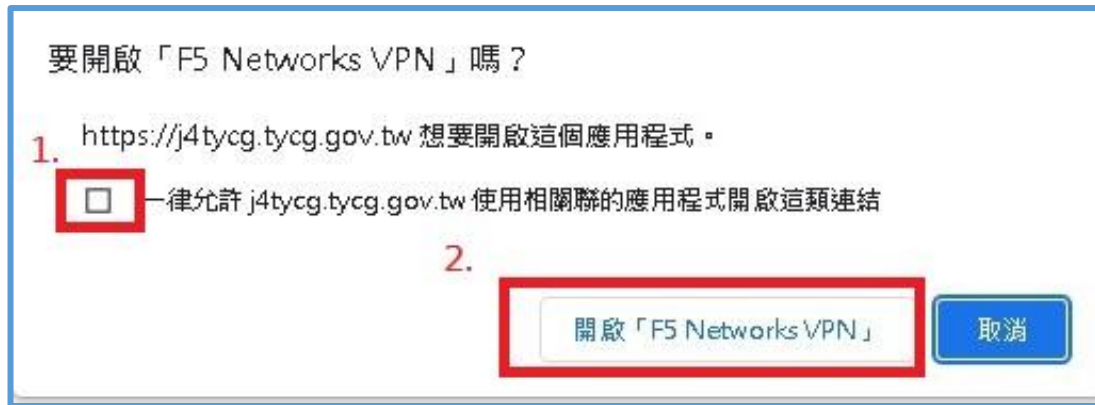 要開啟「F5 Networks VPN」嗎？
https://j4tycg.tycg.gov.tw 想要開啟這個應用程式。
1.
一律允許 j4tycg.tycg.gov.tw 使用相關聯的應用程式開啟這類連結
2.
開啟「F5 Networks VPN」
取消